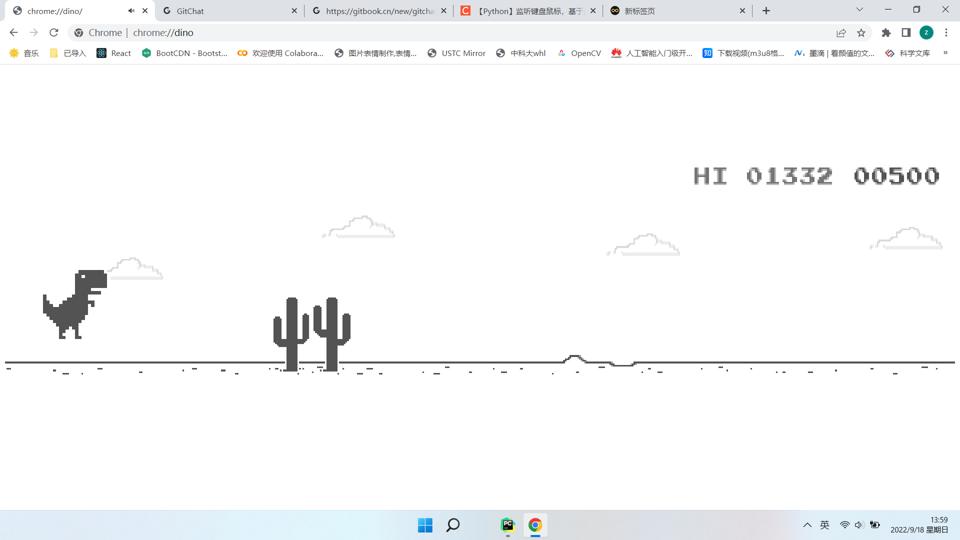 chrome://dino/
GitChat
https://gitbook.cn/new/gitcha
【Python】监听键盘鼠标，基于
新标签页
Chrome | chrome://dino
音乐
已导入
React
BootCDN - Bootst...
欢迎使用 Colabora...
图片表情制作,表情...
USTC Mirror
中科大whl
OpenCV
人工智能入门极开...
下载视频(m3u8格...
墨滴 | 看颜值的文...
科学文库
»
HI 01332 00500
英
13:59
2022/9/18 星期日